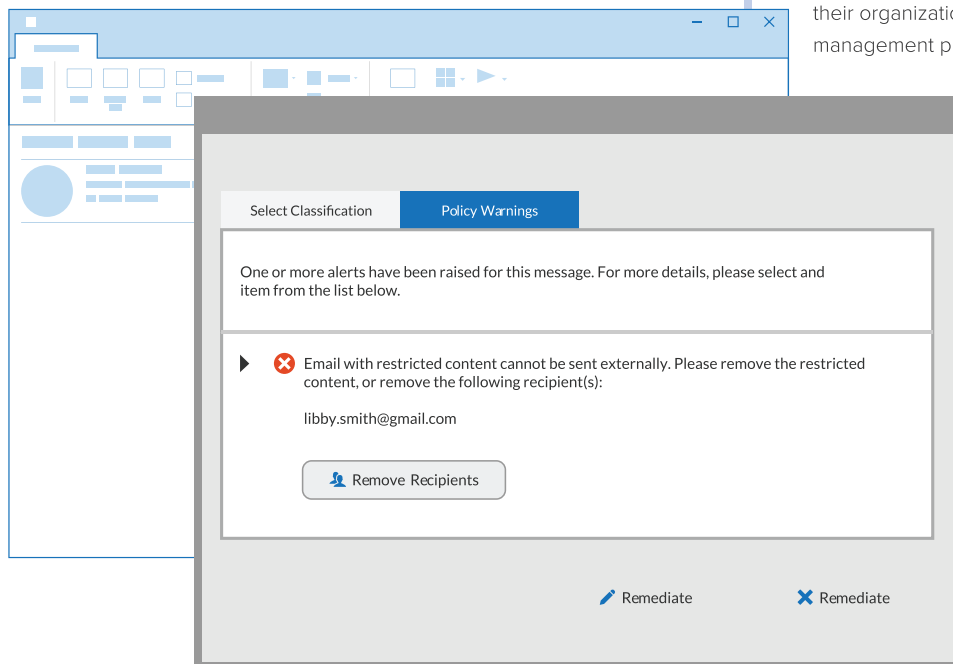 their organizatio
management p
Select Classification
Policy Warnings
One or more alerts have been raised for this message. For more details, please select and
item from the list below.
Email with restricted content cannot be sent externally. Please remove the restricted
content, or remove the following recipient(s):
libby.smith@gmail.com
Remove Recipients
Remediate
Remediate